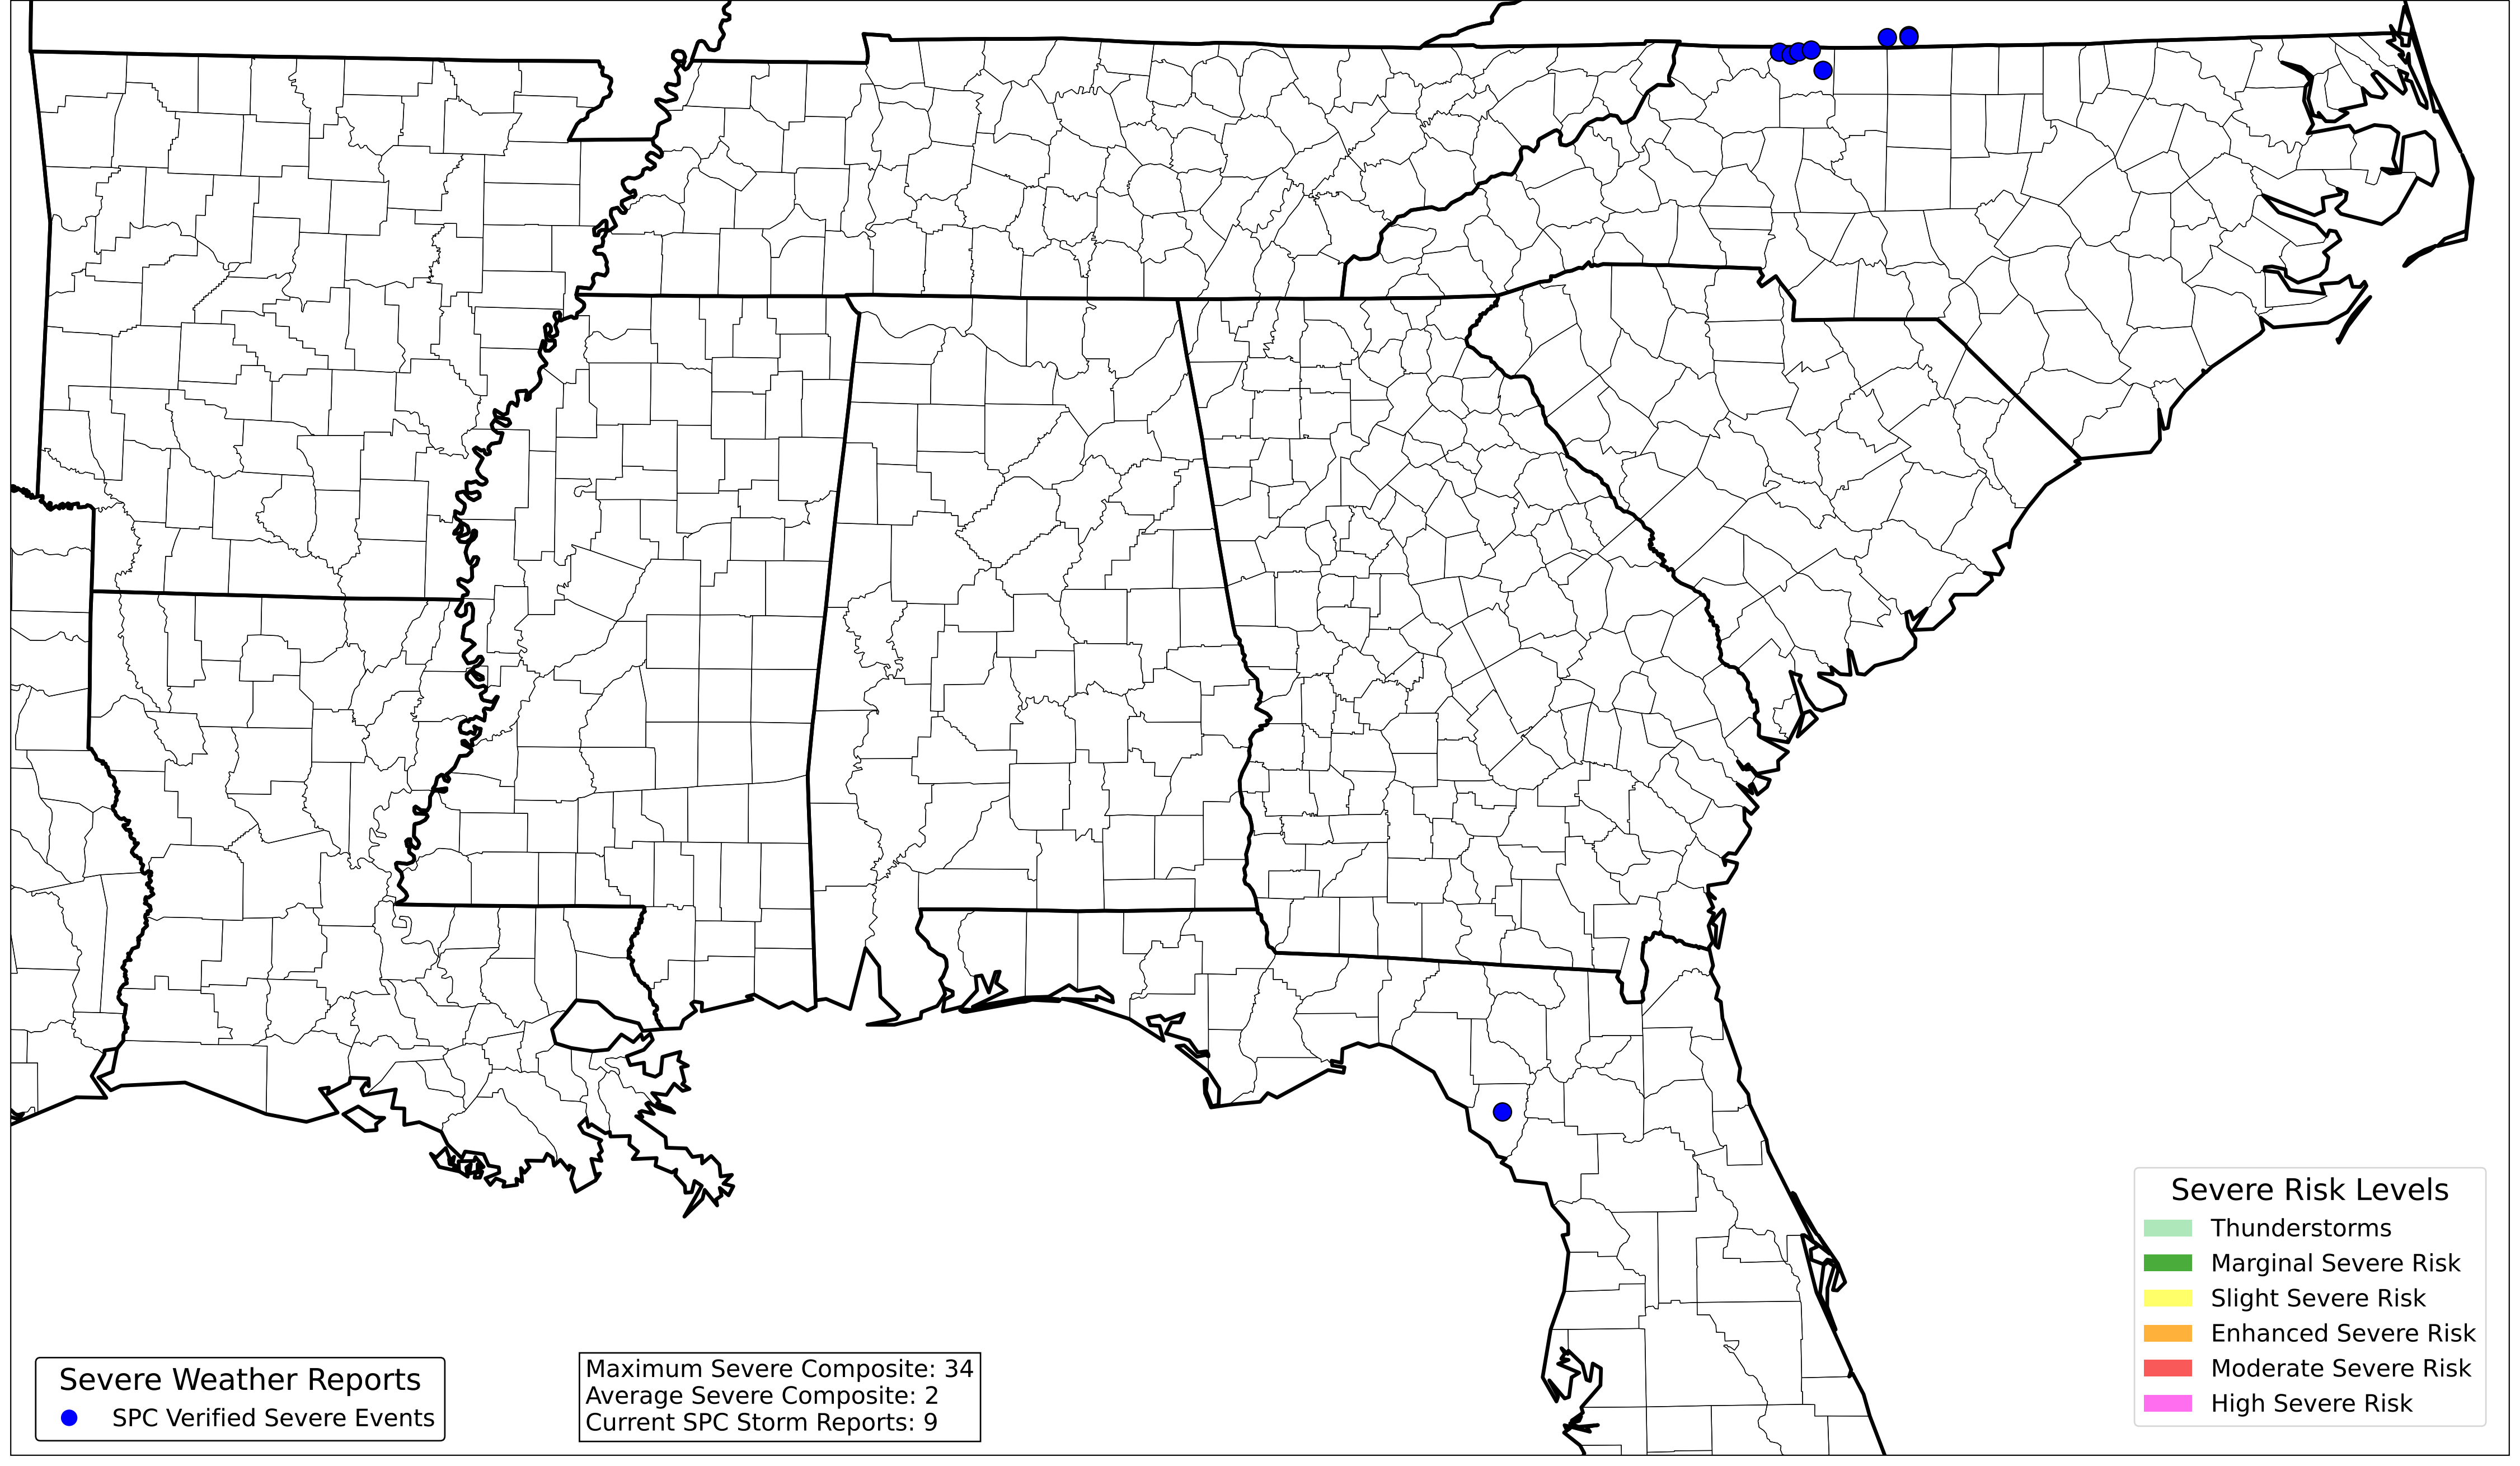 Severe Weather Reports
SPC Verified Severe Events
Maximum Severe Composite: 34
Average Severe Composite: 2
Current SPC Storm Reports: 9
Severe Risk Levels
Thunderstorms
Marginal Severe Risk
Slight Severe Risk
Enhanced Severe Risk
Moderate Severe Risk
High Severe Risk